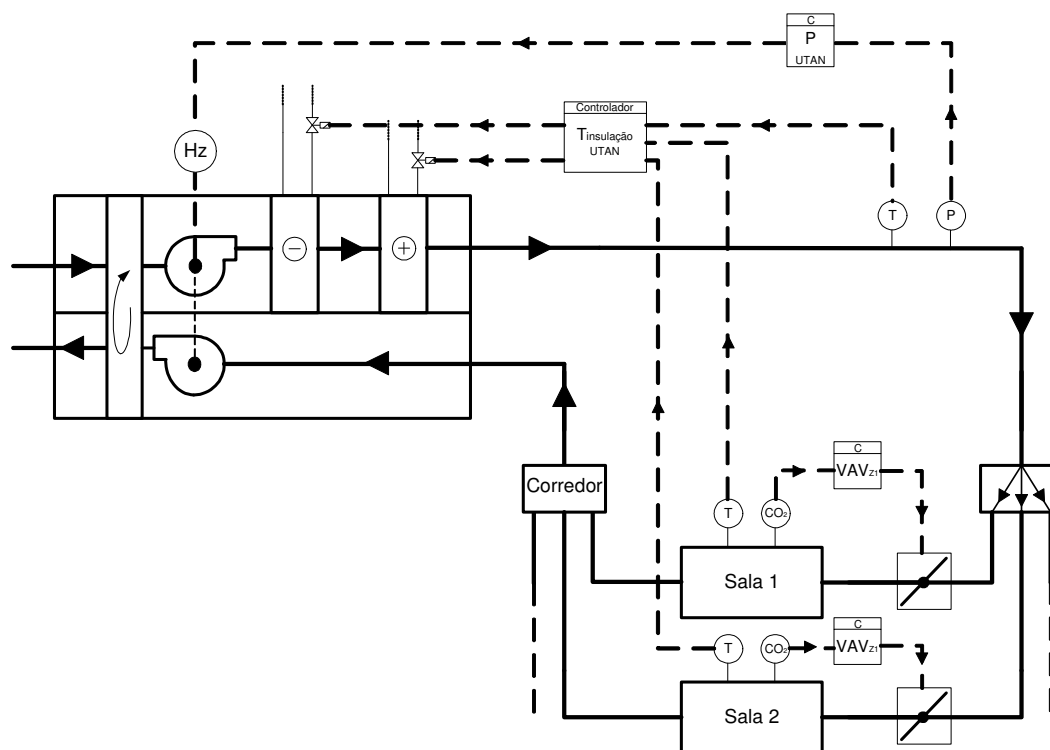 C
P
UTAN
Controlador
Tinsulação
UTAN
Hz
T
P
−
+
Corredor
C
VAVZ1
T
CO2
Sala 1
C
VAVZ1
T
CO2
Sala 2